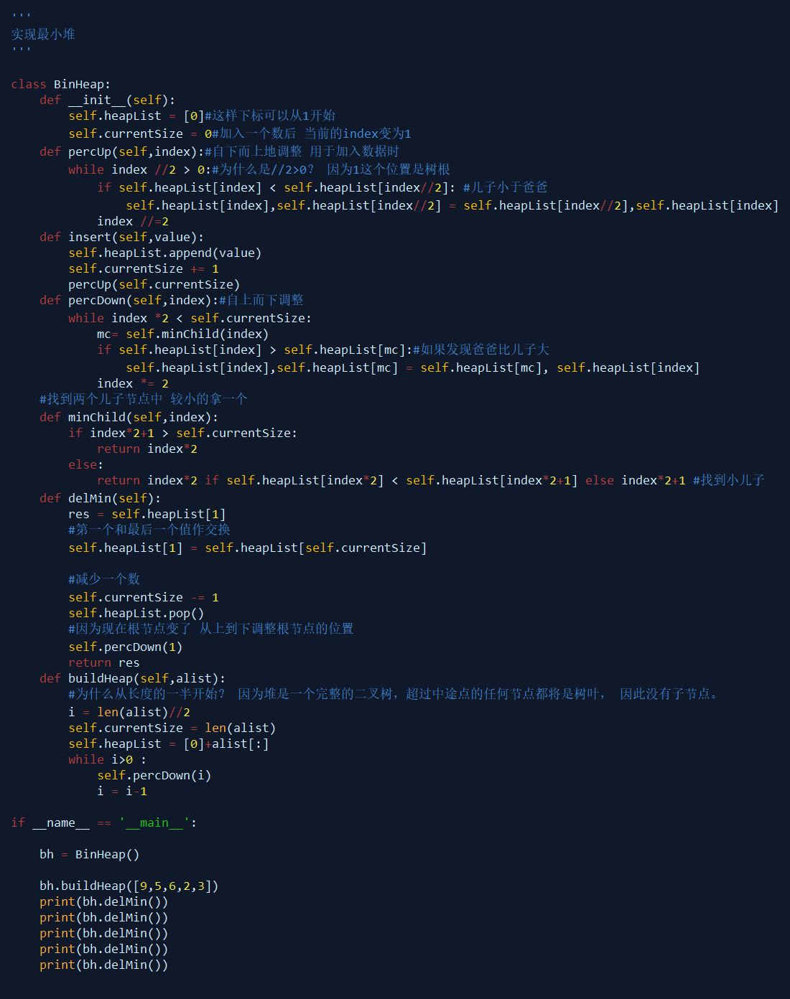 '''
实现最小堆
'''
class BinHeap:
    def __init__(self):
        self.heapList = [0]#这样下标可以从1开始
        self.currentSize = 0#加入一个数后 当前的index变为1
    def percUp(self,index):#自下而上地调整 用于加入数据时
        while index //2 > 0:#为什么是//2>0? 因为1这个位置是树根
            if self.heapList[index] < self.heapList[index//2]: #儿子小于爸爸
                self.heapList[index],self.heapList[index//2] = self.heapList[index//2],self.heapList[index]
            index //=2
    def insert(self,value):
        self.heapList.append(value)
        self.currentSize += 1
        percUp(self.currentSize)
    def percDown(self,index):#自上而下调整
        while index *2 < self.currentSize:
            mc= self.minChild(index)
            if self.heapList[index] > self.heapList[mc]:#如果发现爸爸比儿子大
                self.heapList[index],self.heapList[mc] = self.heapList[mc], self.heapList[index]
            index *= 2
    #找到两个儿子节点中 较小的拿一个
    def minChild(self,index):
        if index*2+1 > self.currentSize:
            return index*2
        else:
            return index*2 if self.heapList[index*2] < self.heapList[index*2+1] else index*2+1 #找到小儿子
    def delMin(self):
        res = self.heapList[1]
        #第一个和最后一个值作交换
        self.heapList[1] = self.heapList[self.currentSize]
        #减少一个数
        self.currentSize -= 1
        self.heapList.pop()
        #因为现在根节点变了 从上到下调整根节点的位置
        self.percDown(1)
        return res
    def buildHeap(self,alist):
        #为什么从长度的一半开始? 因为堆是一个完整的二叉树，超过中途点的任何节点都将是树叶， 因此没有子节点。
        i = len(alist)//2
        self.currentSize = len(alist)
        self.heapList = [0]+alist[:]
        while i>0 :
            self.percDown(i)
            i = i-1
if __name__ == '__main__':
    bh = BinHeap()
    bh.buildHeap([9,5,6,2,3])
    print(bh.delMin())
    print(bh.delMin())
    print(bh.delMin())
    print(bh.delMin())
    print(bh.delMin())